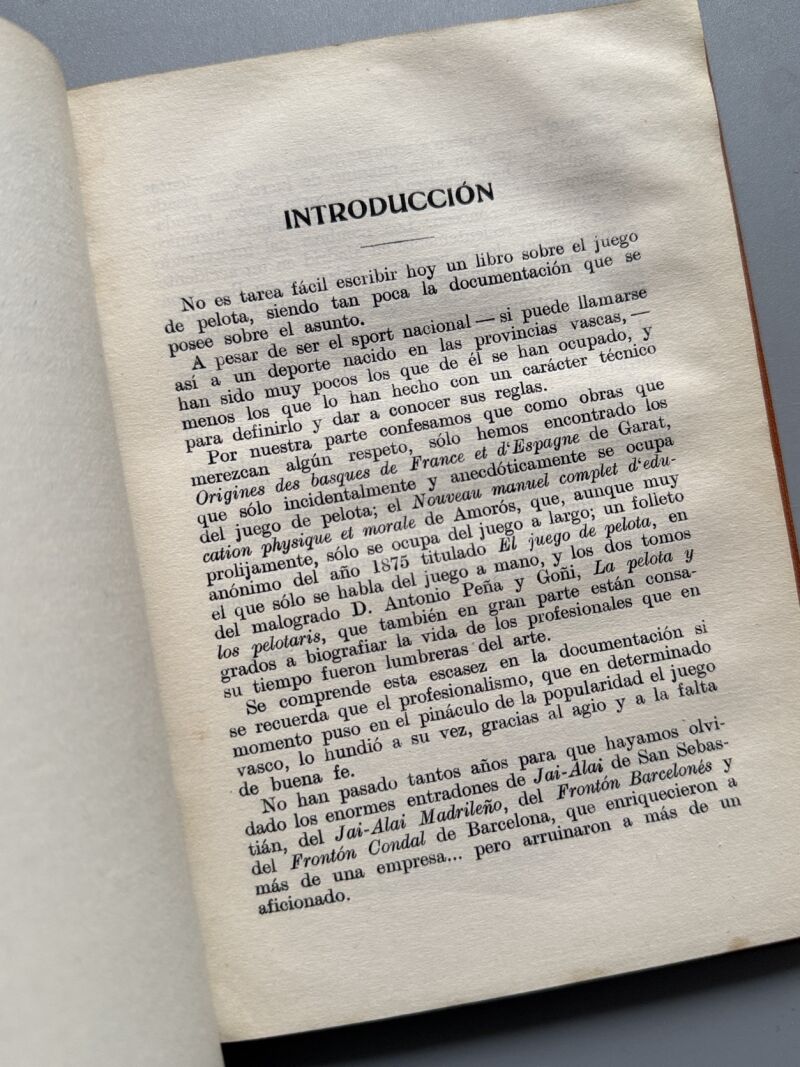 INTRODUCCIÓN
No es tarea fácil escribir hoy un libro sobre el juego
de pelota, siendo tan poca la documentación que se
posee sobre el asunto.
A pesar de ser el sport nacional — si puede llamarse
así a un deporte nacido en las provincias vascas, —
han sido muy pocos los que de él se han ocupado, y
menos los que lo han hecho con un carácter técnico
para definirlo y dar a conocer sus reglas.
Por nuestra parte confesamos que como obras que
merezcan algún respeto, sólo hemos encontrado los
Origines des basques de France et d‘Espagne de Garat,
que sólo incidentalmente y anecdóticamente se ocupa
del juego de pelota; el Nouveau manuel complet d‘edu-
cation physique et morale de Amorós, que, aunque muy
prolijamente, sólo se ocupa del juego a largo; un folleto
anónimo del año 1875 titulado El juego de pelota, en
el que sólo se habla del juego a mano, y los dos tomos
del malogrado D. Antonio Peña y Goñi, La pelota y
los pelotaris, que también en gran parte están consa-
grados a biografiar la vida de los profesionales que en
su tiempo fueron lumbreras del arte.
Se comprende esta escasez en la documentación si
se recuerda que el profesionalismo, que en determinado
momento puso en el pináculo de la popularidad el juego
vasco, lo hundió a su vez, gracias al agio y a la falta
de buena fe.
No han pasado tantos años para que hayamos olvi-
dado los enormes entradones de Jai-Alai de San Sebas-
tián, del Jai-Alai Madrileño, del Frontón Barcelonés y
del Frontón Condal de Barcelona, que enriquecieron a
más de una empresa... pero arruinaron a más de un
aficionado.